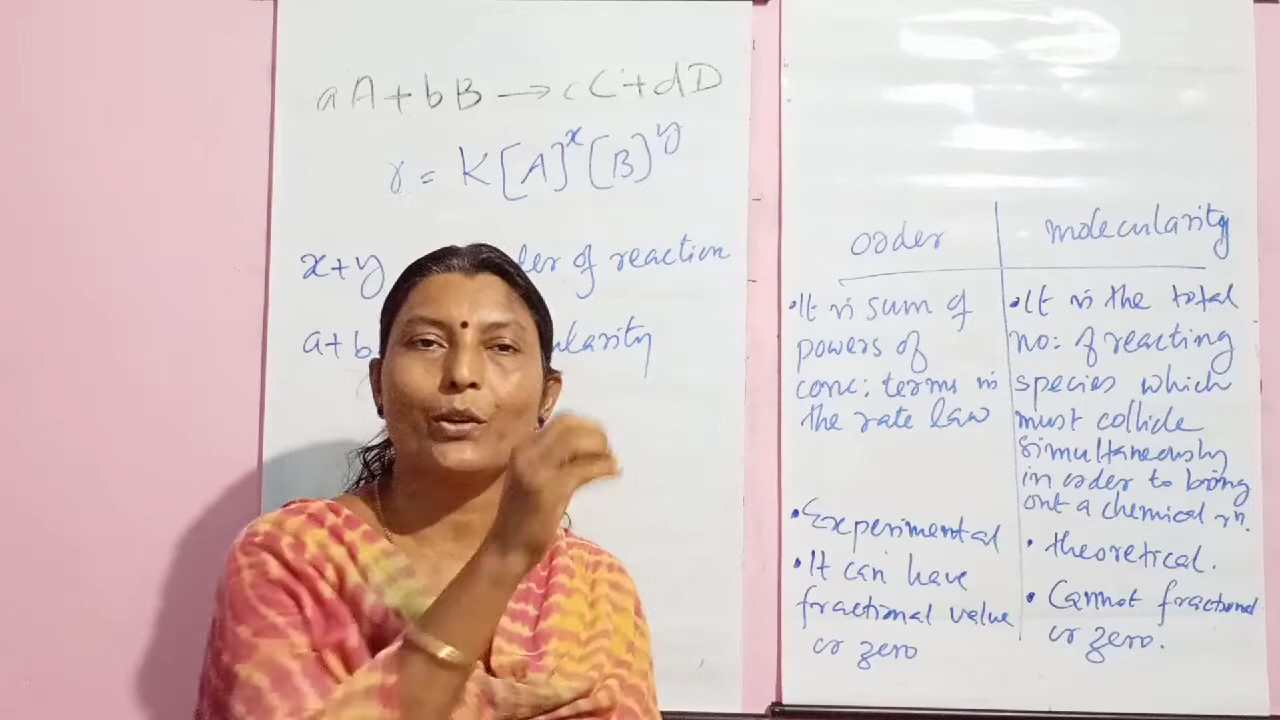 aA + bB → cC + dD
r = K[A]^x [B]^y
x+y der of reaction
a+b ularity
order
molecularity
• It is sum of
powers of
conc: terms in
the rate law
• Experimental
• It can have
fractional value
or zero
• It is the total
no: of reacting
species which
must collide
simultaneously
in order to bring
out a chemical rn.
• theoretical.
• Cannot fractional
or zero.